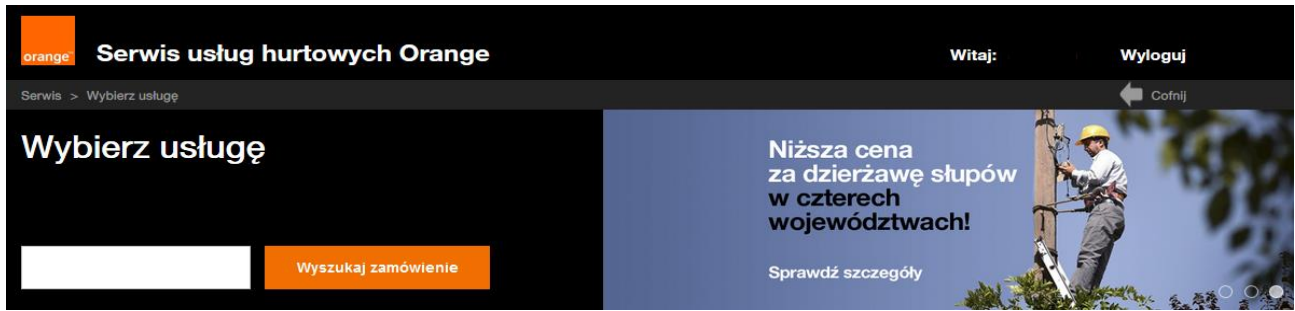 orange™
Serwis usług hurtowych Orange
Witaj:
Wyloguj
Serwis > Wybierz usługę
Cofnij
Wybierz usługę
Wyszukaj zamówienie
Niższa cena
za dzierżawę słupów
w czterech
województwach!
Sprawdź szczegóły